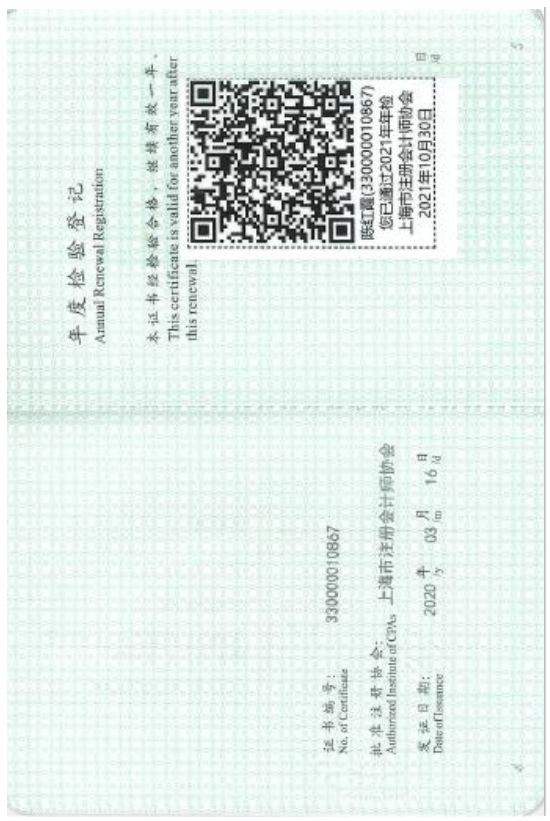 年度检验登记
Annual Renewal Registration
本证书经检验合格，继续有效一年。
This certificate is valid for another year after
this renewal.
陈红霞(330000010867)
您已通过2021年年检
上海市注册会计师协会
2021年10月30日
日
/d
5
证书编号：
No. of Certificate
330000010867
批准注册协会：
Authorized Institute of CPAs
上海市注册会计师协会
发证日期：
Date of Issuance
2020 年 03 月 16 日
/y /m /d